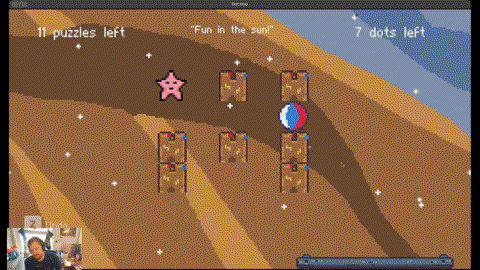 11 puzzles left
"Fun in the sun!"
7 dots left
Z